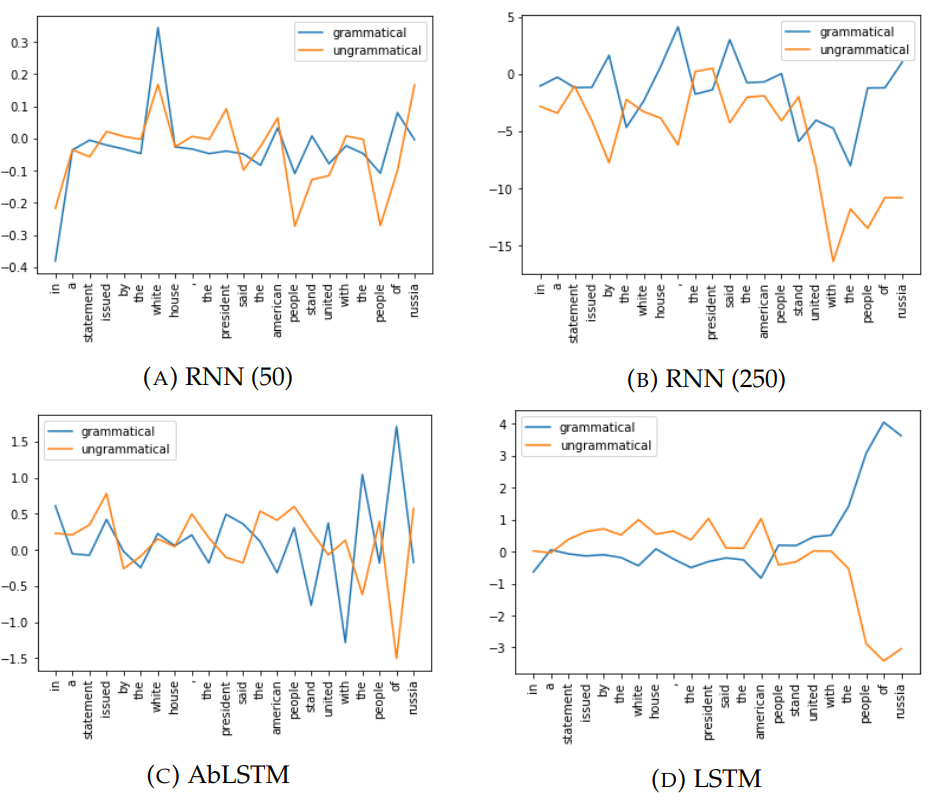 grammatical
ungrammatical
0.3
0.2
0.1
0.0
−0.1
−0.2
−0.3
−0.4
in
a
statement
issued
by
the
white
house
,
the
president
said
the
american
people
stand
united
with
the
people
of
russia
(A) RNN (50)
grammatical
ungrammatical
5
0
−5
−10
−15
in
a
statement
issued
by
the
white
house
,
the
president
said
the
american
people
stand
united
with
the
people
of
russia
(B) RNN (250)
grammatical
ungrammatical
1.5
1.0
0.5
0.0
−0.5
−1.0
−1.5
in
a
statement
issued
by
the
white
house
,
the
president
said
the
american
people
stand
united
with
the
people
of
russia
(C) AbLSTM
grammatical
ungrammatical
4
3
2
1
0
−1
−2
−3
in
a
statement
issued
by
the
white
house
,
the
president
said
the
american
people
stand
united
with
the
people
of
russia
(D) LSTM